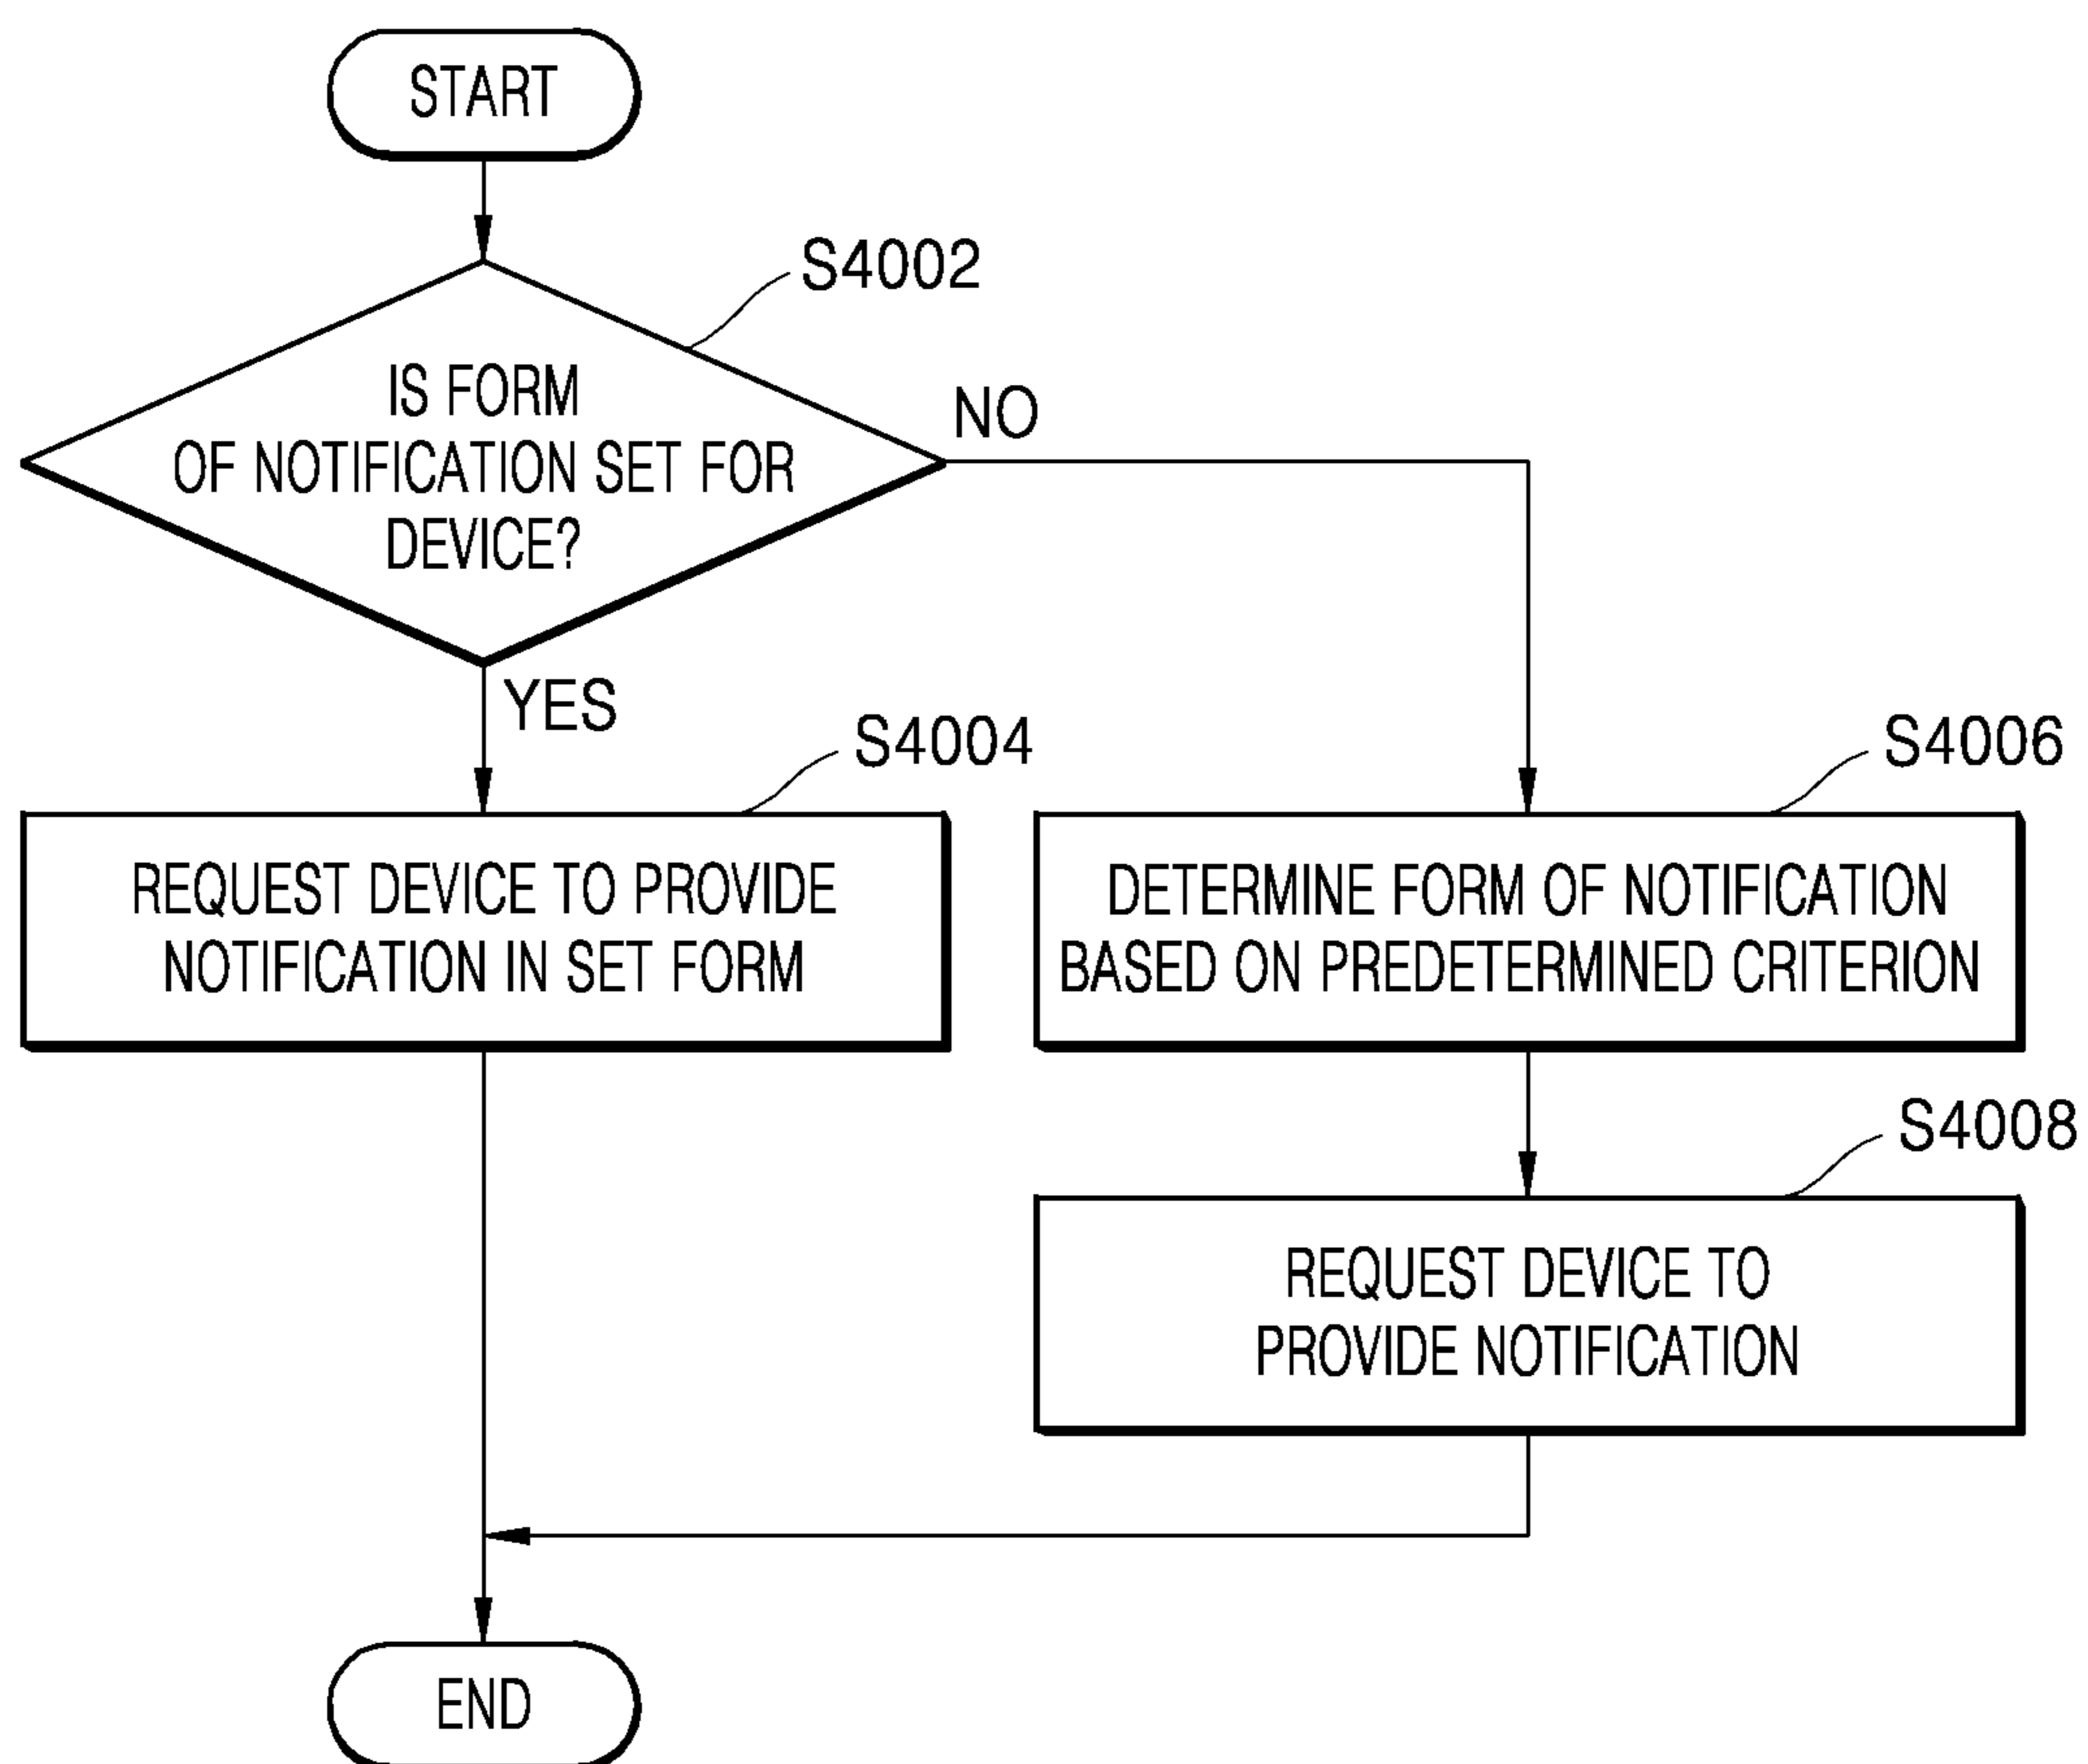 START
S4002
IS FORM
OF NOTIFICATION SET FOR
DEVICE?
NO
YES
S4004
REQUEST DEVICE TO PROVIDE
NOTIFICATION IN SET FORM
S4006
DETERMINE FORM OF NOTIFICATION
BASED ON PREDETERMINED CRITERION
S4008
REQUEST DEVICE TO
PROVIDE NOTIFICATION
END